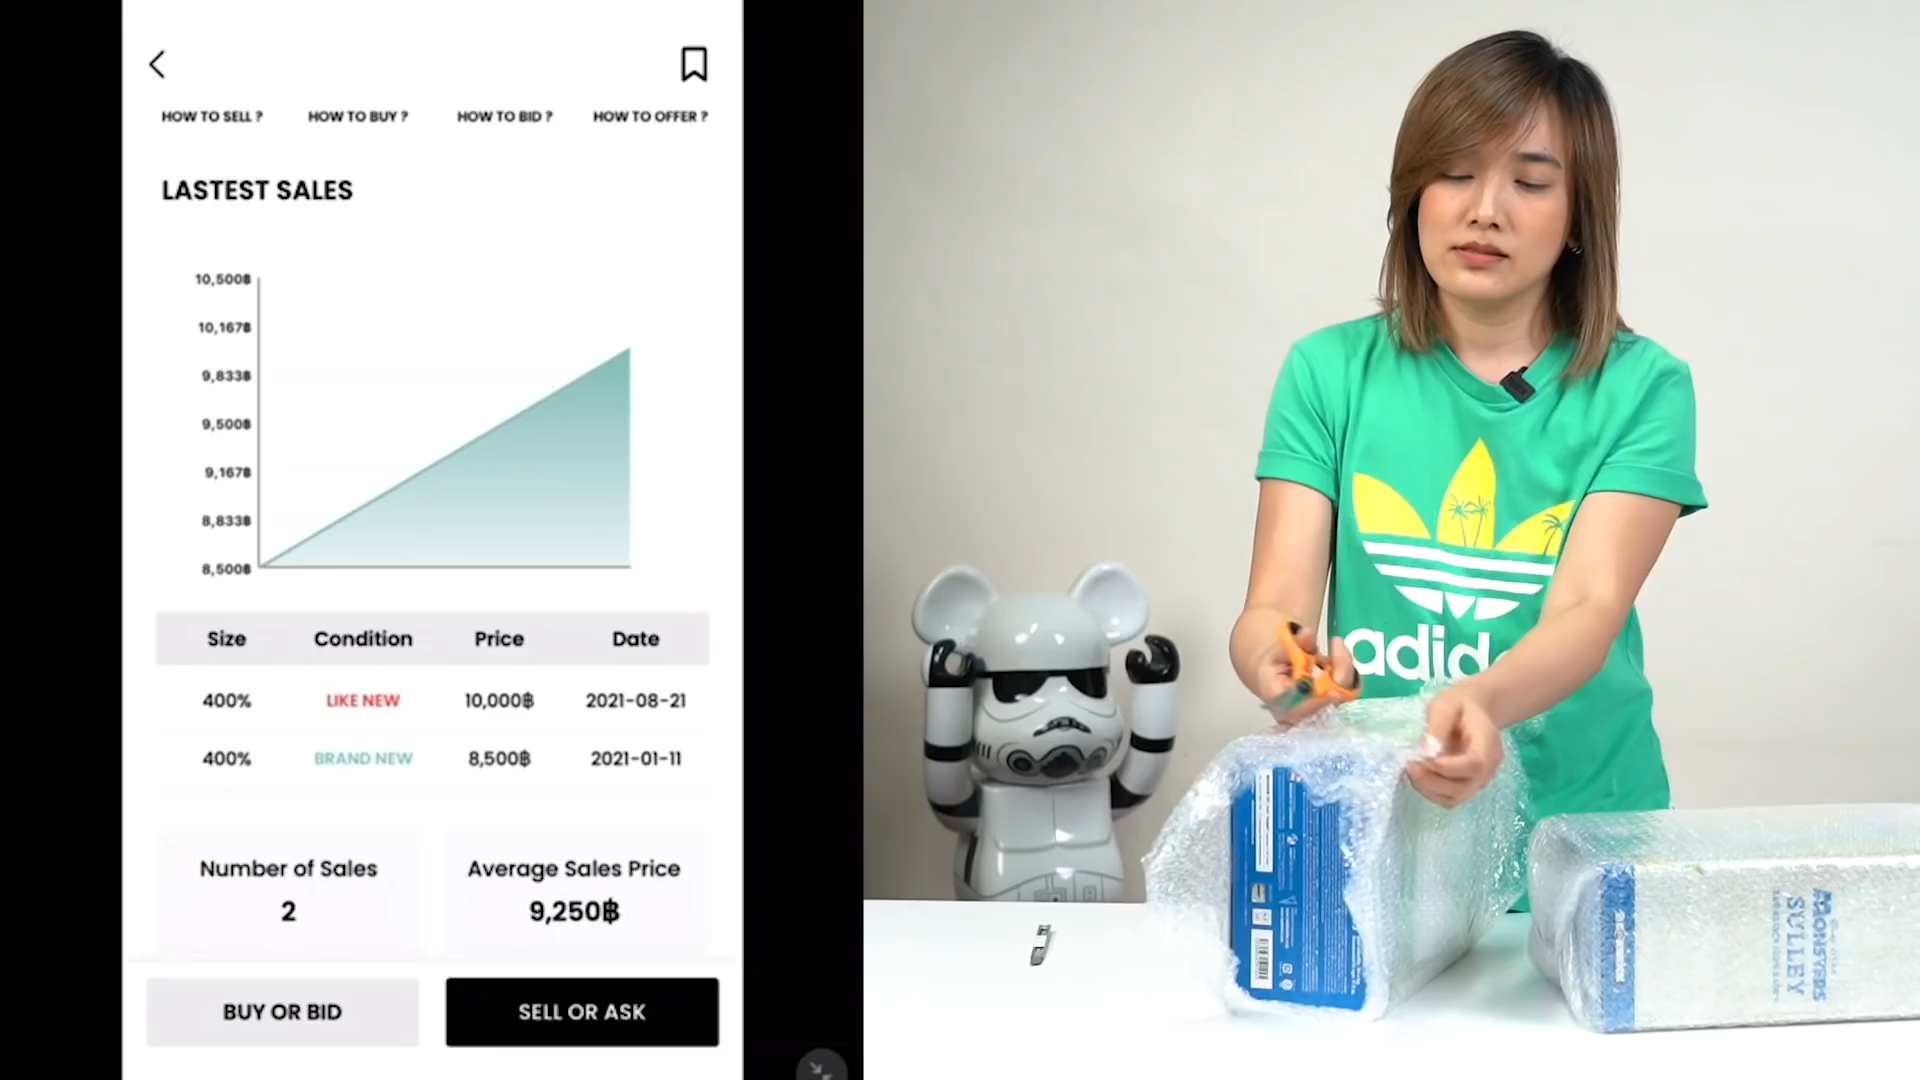 HOW TO SELL ?
HOW TO BUY ?
HOW TO BID ?
HOW TO OFFER ?
LASTEST SALES
10,500฿
10,167฿
9,833฿
9,500฿
9,167฿
8,833฿
8,500฿
Size Condition Price Date
400% LIKE NEW 10,000฿ 2021-08-21
400% BRAND NEW 8,500฿ 2021-01-11
Number of Sales
2
Average Sales Price
9,250฿
BUY OR BID
SELL OR ASK
adid
MONSTERS
SULLEY